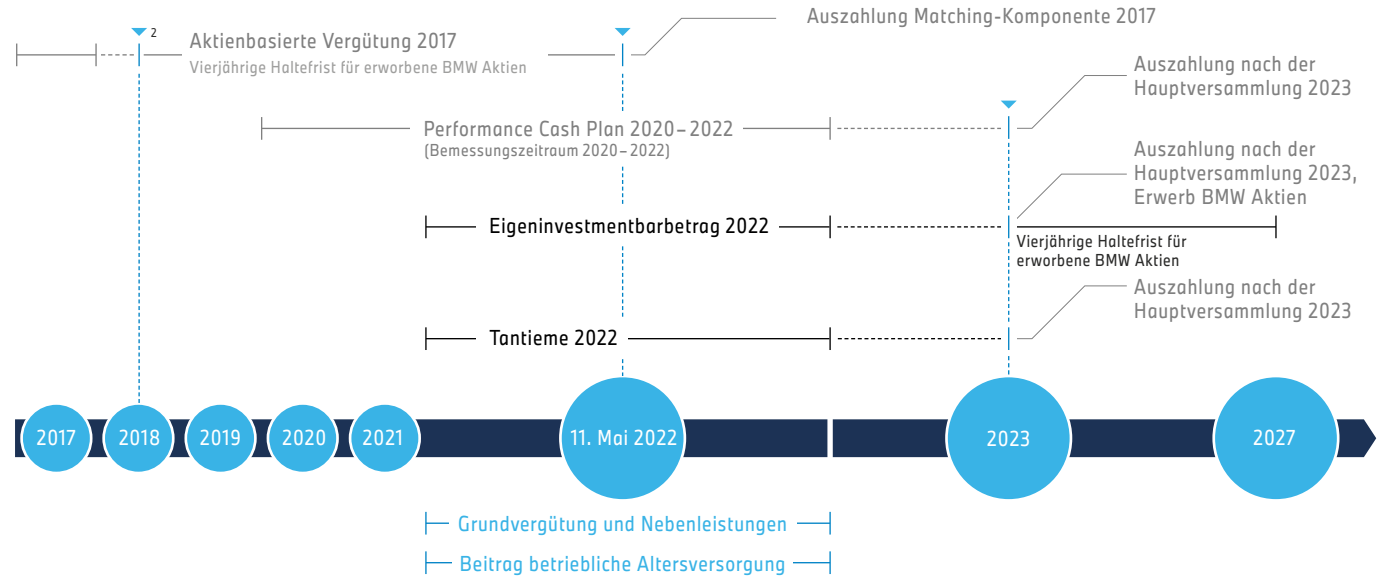 Auszahlung Matching-Komponente 2017
2
Aktienbasierte Vergütung 2017
Vierjährige Haltefrist für erworbene BMW Aktien
Auszahlung nach der
Hauptversammlung 2023
Performance Cash Plan 2020–2022
(Bemessungszeitraum 2020–2022)
Auszahlung nach der
Hauptversammlung 2023,
Erwerb BMW Aktien
Eigeninvestmentbarbetrag 2022
Vierjährige Haltefrist für
erworbene BMW Aktien
Auszahlung nach der
Hauptversammlung 2023
Tantieme 2022
2017 2018 2019 2020 2021 11. Mai 2022 2023 2027
Grundvergütung und Nebenleistungen
Beitrag betriebliche Altersversorgung